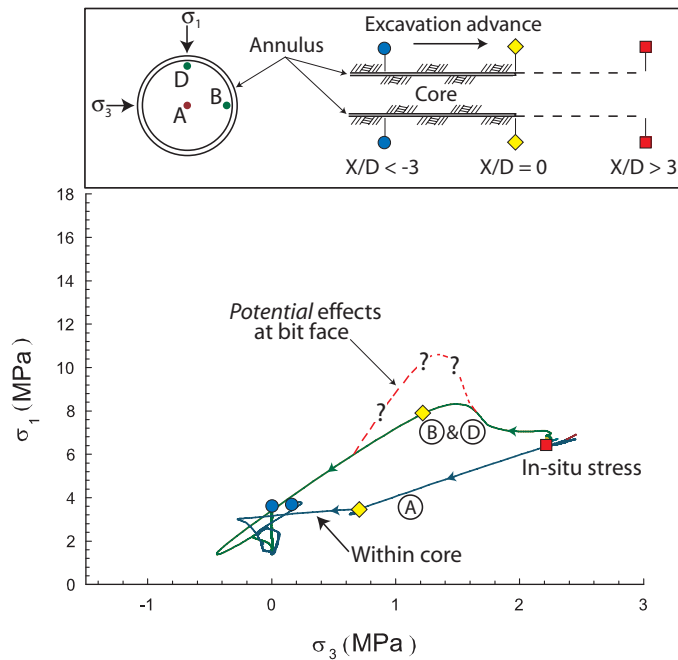 σ1
Excavation advance
Annulus
D
B
σ3
A
Core
X/D < -3
X/D = 0
X/D > 3
18
16
14
12
10
8
6
4
2
0
σ1 (MPa)
Potential effects
at bit face
?
?
?
B & D
In-situ stress
A
Within core
-1
0
1
2
3
σ3 (MPa)